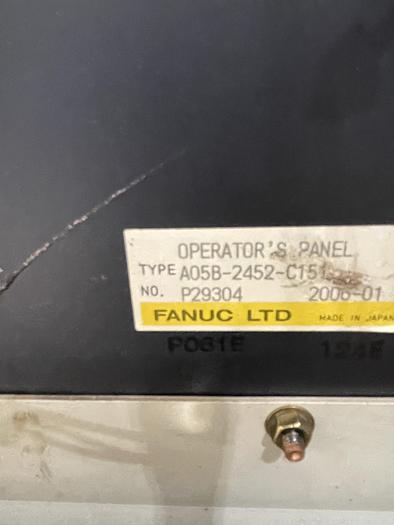 OPERATOR'S PANEL
TYPE A05B-2452-C151
NO. P29304 2006-01
FANUC LTD MADE IN JAPAN
P061E 124E